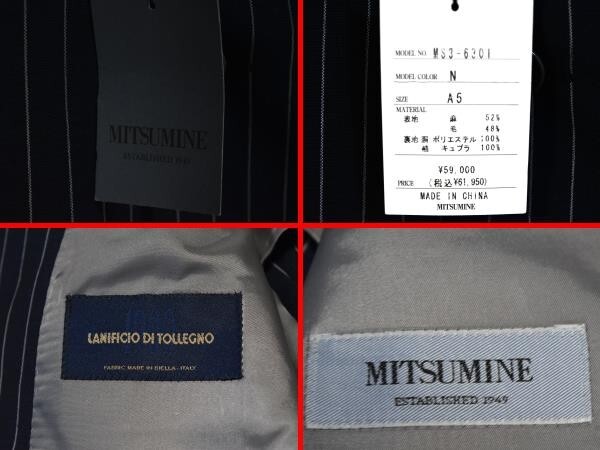 MITSUMINE
ESTABLISHED 1949
MODEL NO. MS3-6301
MODEL COLOR N
SIZE A5
MATERIAL
表地 麻 52%
毛 48%
裏地 胴 ポリエステル 100%
袖 キュプラ 100%
¥59,000
PRICE (税込¥61,950)
MADE IN CHINA
MITSUMINE
LANIFICIO DI TOLLEGNO
FABRIC MADE IN BIELLA - ITALY
MITSUMINE
ESTABLISHED 1949